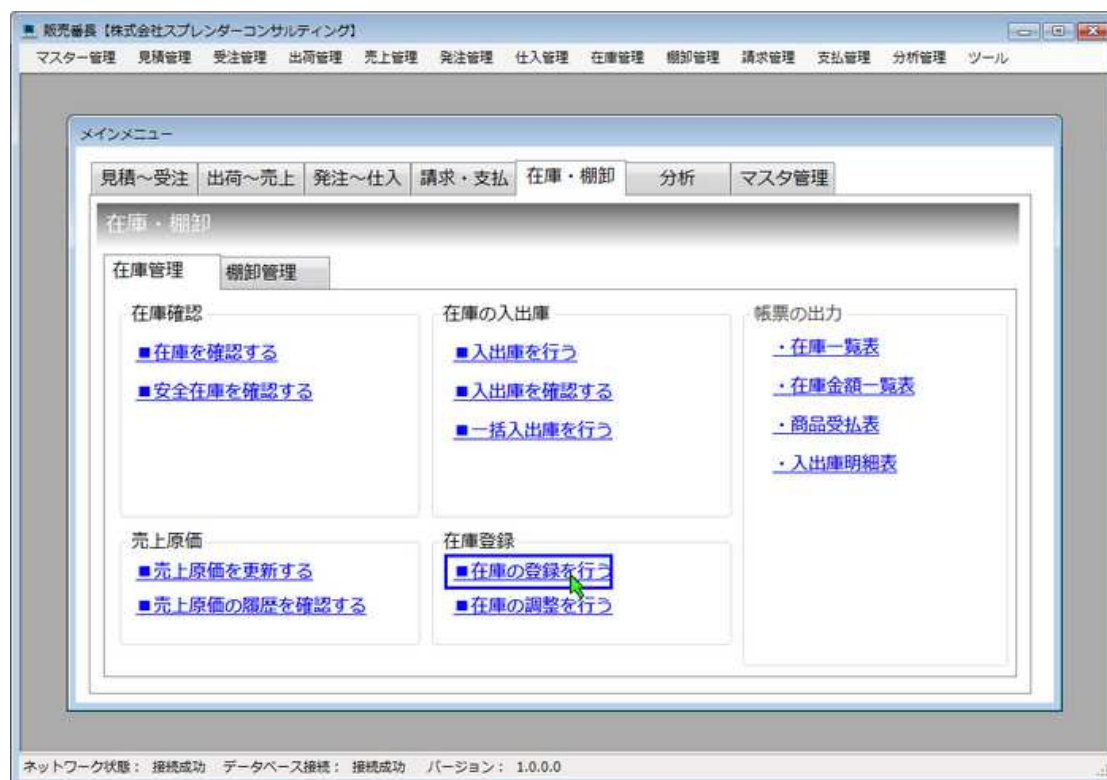 販売番長【株式会社スプレンダーコンサルティング】
マスター管理 見積管理 受注管理 出荷管理 売上管理 発注管理 仕入管理 在庫管理 棚卸管理 請求管理 支払管理 分析管理 ツール
メインメニュー
見積～受注 出荷～売上 発注～仕入 請求・支払 在庫・棚卸 分析 マスタ管理
在庫・棚卸
在庫管理 棚卸管理
在庫確認
■在庫を確認する
■安全在庫を確認する
在庫の入出庫
■入出庫を行う
■入出庫を確認する
■一括入出庫を行う
帳票の出力
・在庫一覧表
・在庫金額一覧表
・商品受払表
・入出庫明細表
売上原価
■売上原価を更新する
■売上原価の履歴を確認する
在庫登録
■在庫の登録を行う
■在庫の調整を行う
ネットワーク状態： 接続成功 データベース接続： 接続成功 バージョン： 1.0.0.0